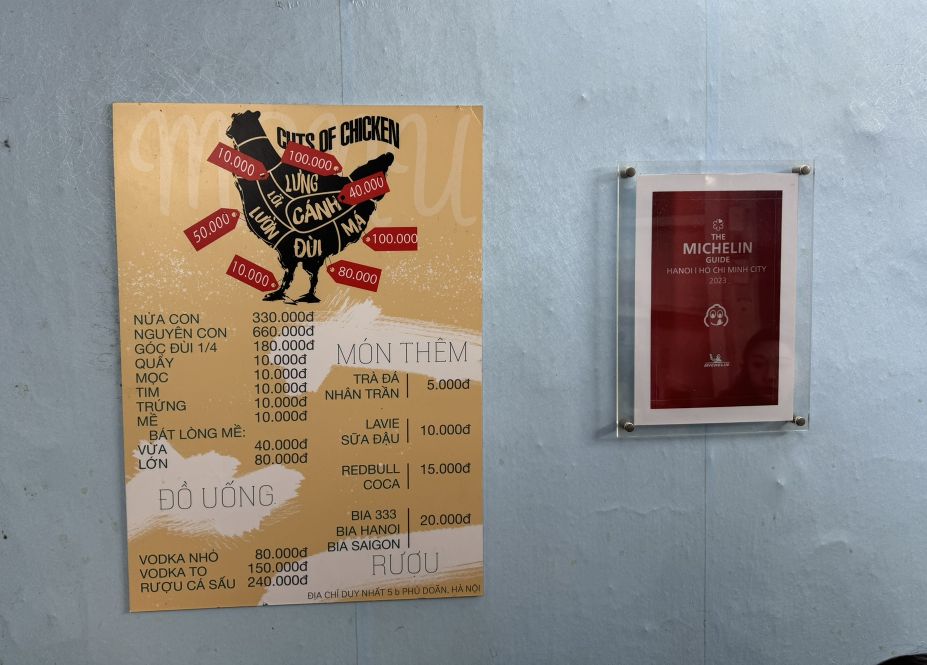 MENU
CUTS OF CHICKEN
10.000
100.000
40.000
LƯNG
CÁNH
LƯỜN
ĐÙI
MÁ
50.000
100.000
10.000
80.000
NỬA CON 330.000đ
NGUYÊN CON 660.000đ
GÓC ĐÙI 1/4 180.000đ
QUẨY 10.000đ
MỌC 10.000đ
TIM 10.000đ
TRỨNG 10.000đ
MỀ 10.000đ
BÁT LÒNG MỀ:
VỪA 40.000đ
LỚN 80.000đ
MÓN THÊM
TRÀ ĐÁ
NHÂN TRẦN
5.000đ
LAVIE
SỮA ĐẬU
10.000đ
REDBULL
COCA
15.000đ
BIA 333
BIA HANOI
BIA SAIGON
20.000đ
ĐỒ UỐNG
RƯỢU
VODKA NHỎ 80.000đ
VODKA TO 150.000đ
RƯỢU CÁ SẤU 240.000đ
ĐỊA CHỈ DUY NHẤT 5 b PHỦ DOÃN, HÀ NỘI
THE
MICHELIN
GUIDE
HANOI I HO CHI MINH CITY
2023
MICHELIN